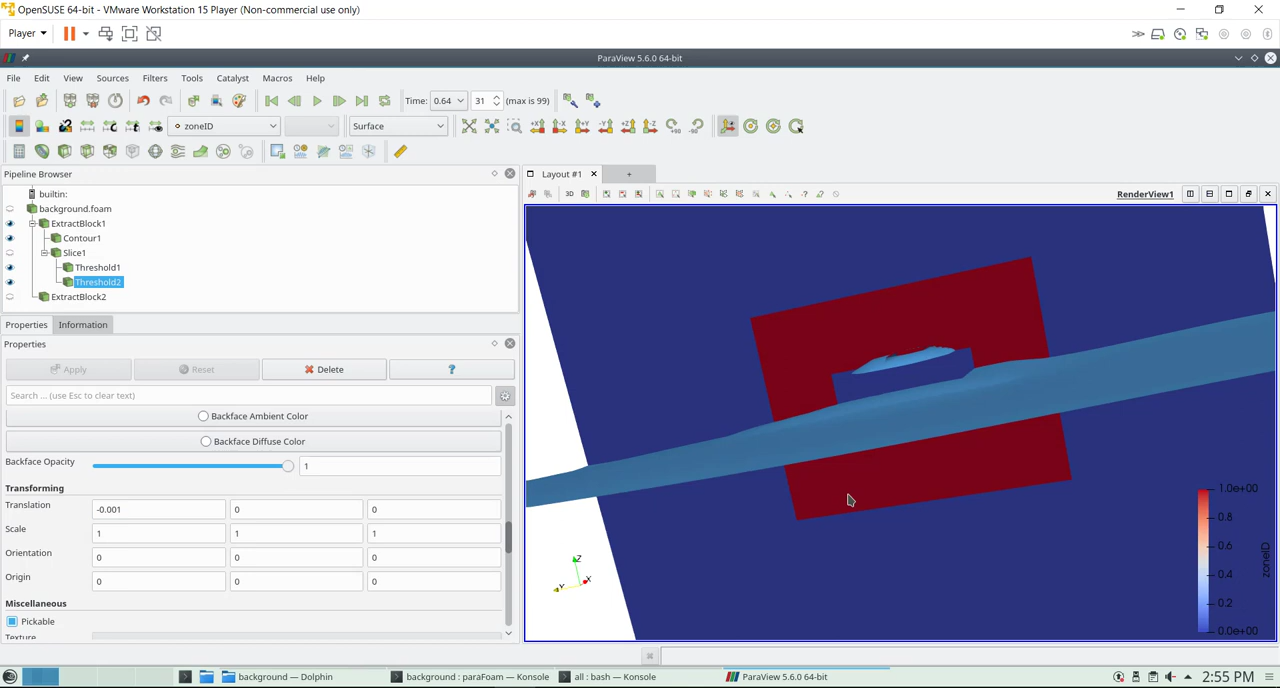 OpenSUSE 64-bit - VMware Workstation 15 Player (Non-commercial use only)
Player
ParaView 5.6.0 64-bit
File Edit View Sources Filters Tools Catalyst Macros Help
Time: 0.64 31 (max is 99)
zoneID Surface +X -X +Y -Y +Z -Z +90 -90
Pipeline Browser
Layout #1
+
builtin:
3D
RenderView1
background.foam
ExtractBlock1
Contour1
Slice1
Threshold1
Threshold2
ExtractBlock2
Properties Information
Properties
Apply Reset Delete ?
Search ... (use Esc to clear text)
Backface Ambient Color
Backface Diffuse Color
Backface Opacity 1
Transforming
Translation -0.001 0 0
Scale 1 1 1
Orientation 0 0 0
Origin 0 0 0
Miscellaneous
Pickable
Texture
Z
X
Y
1.0e+00
0.8
0.6
0.4
0.2
0.0e+00
zoneID
background — Dolphin
background : paraFoam — Konsole
all : bash — Konsole
ParaView 5.6.0 64-bit
2:55 PM